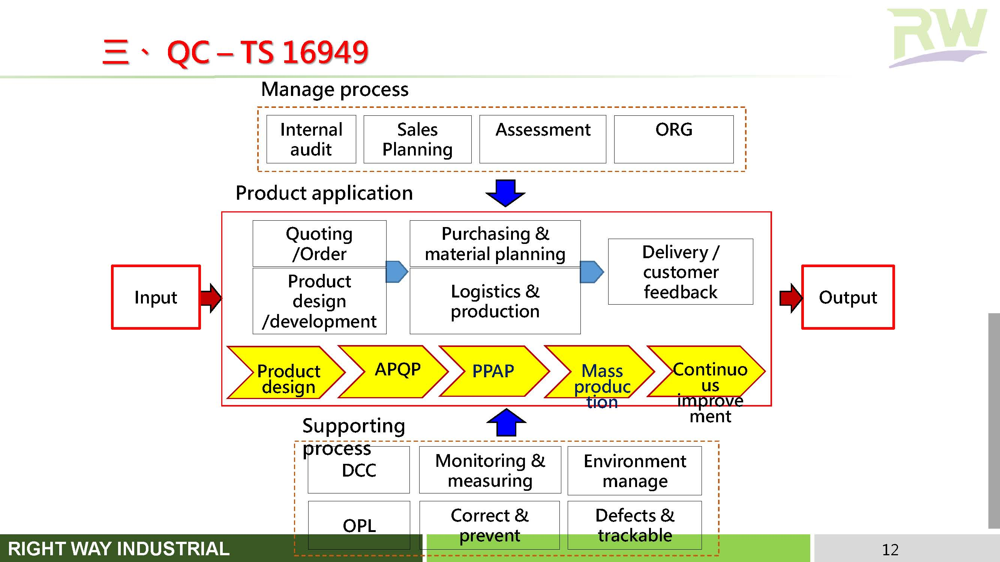 RW
三、 QC – TS 16949
Manage process
Internal
audit
Sales
Planning
Assessment
ORG
Product application
Quoting
/Order
Purchasing &
material planning
Delivery /
customer
feedback
Product
design
/development
Logistics &
production
Input
Output
Product
design
APQP
PPAP
Mass
produc
tion
Continuo
us
improve
ment
Supporting
process
DCC
Monitoring &
measuring
Environment
manage
OPL
Correct &
prevent
Defects &
trackable
RIGHT WAY INDUSTRIAL
12